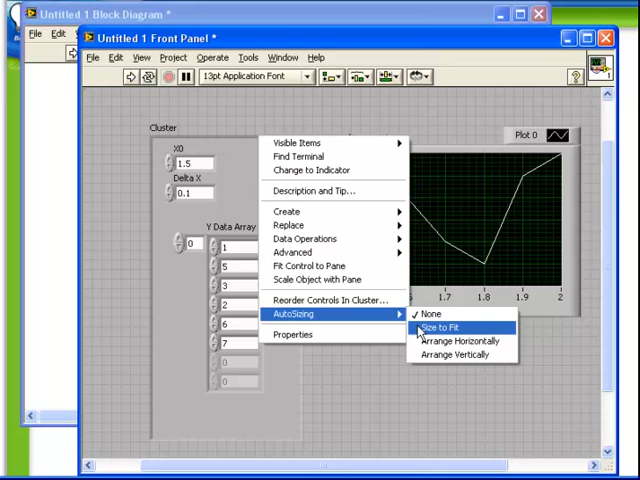 Untitled 1 Block Diagram *
File
Untitled 1 Front Panel *
File Edit View Project Operate Tools Window Help
13pt Application Font
?
1
Cluster
Plot 0
X0
1.5
Delta X
0.1
Y Data Array
0
1
5
3
2
6
7
0
0
Visible Items
Find Terminal
Change to Indicator
Description and Tip...
Create
Replace
Data Operations
Advanced
Fit Control to Pane
Scale Object with Pane
Reorder Controls In Cluster...
AutoSizing
Properties
None
Size to Fit
Arrange Horizontally
Arrange Vertically
1.7 1.8 1.9 2